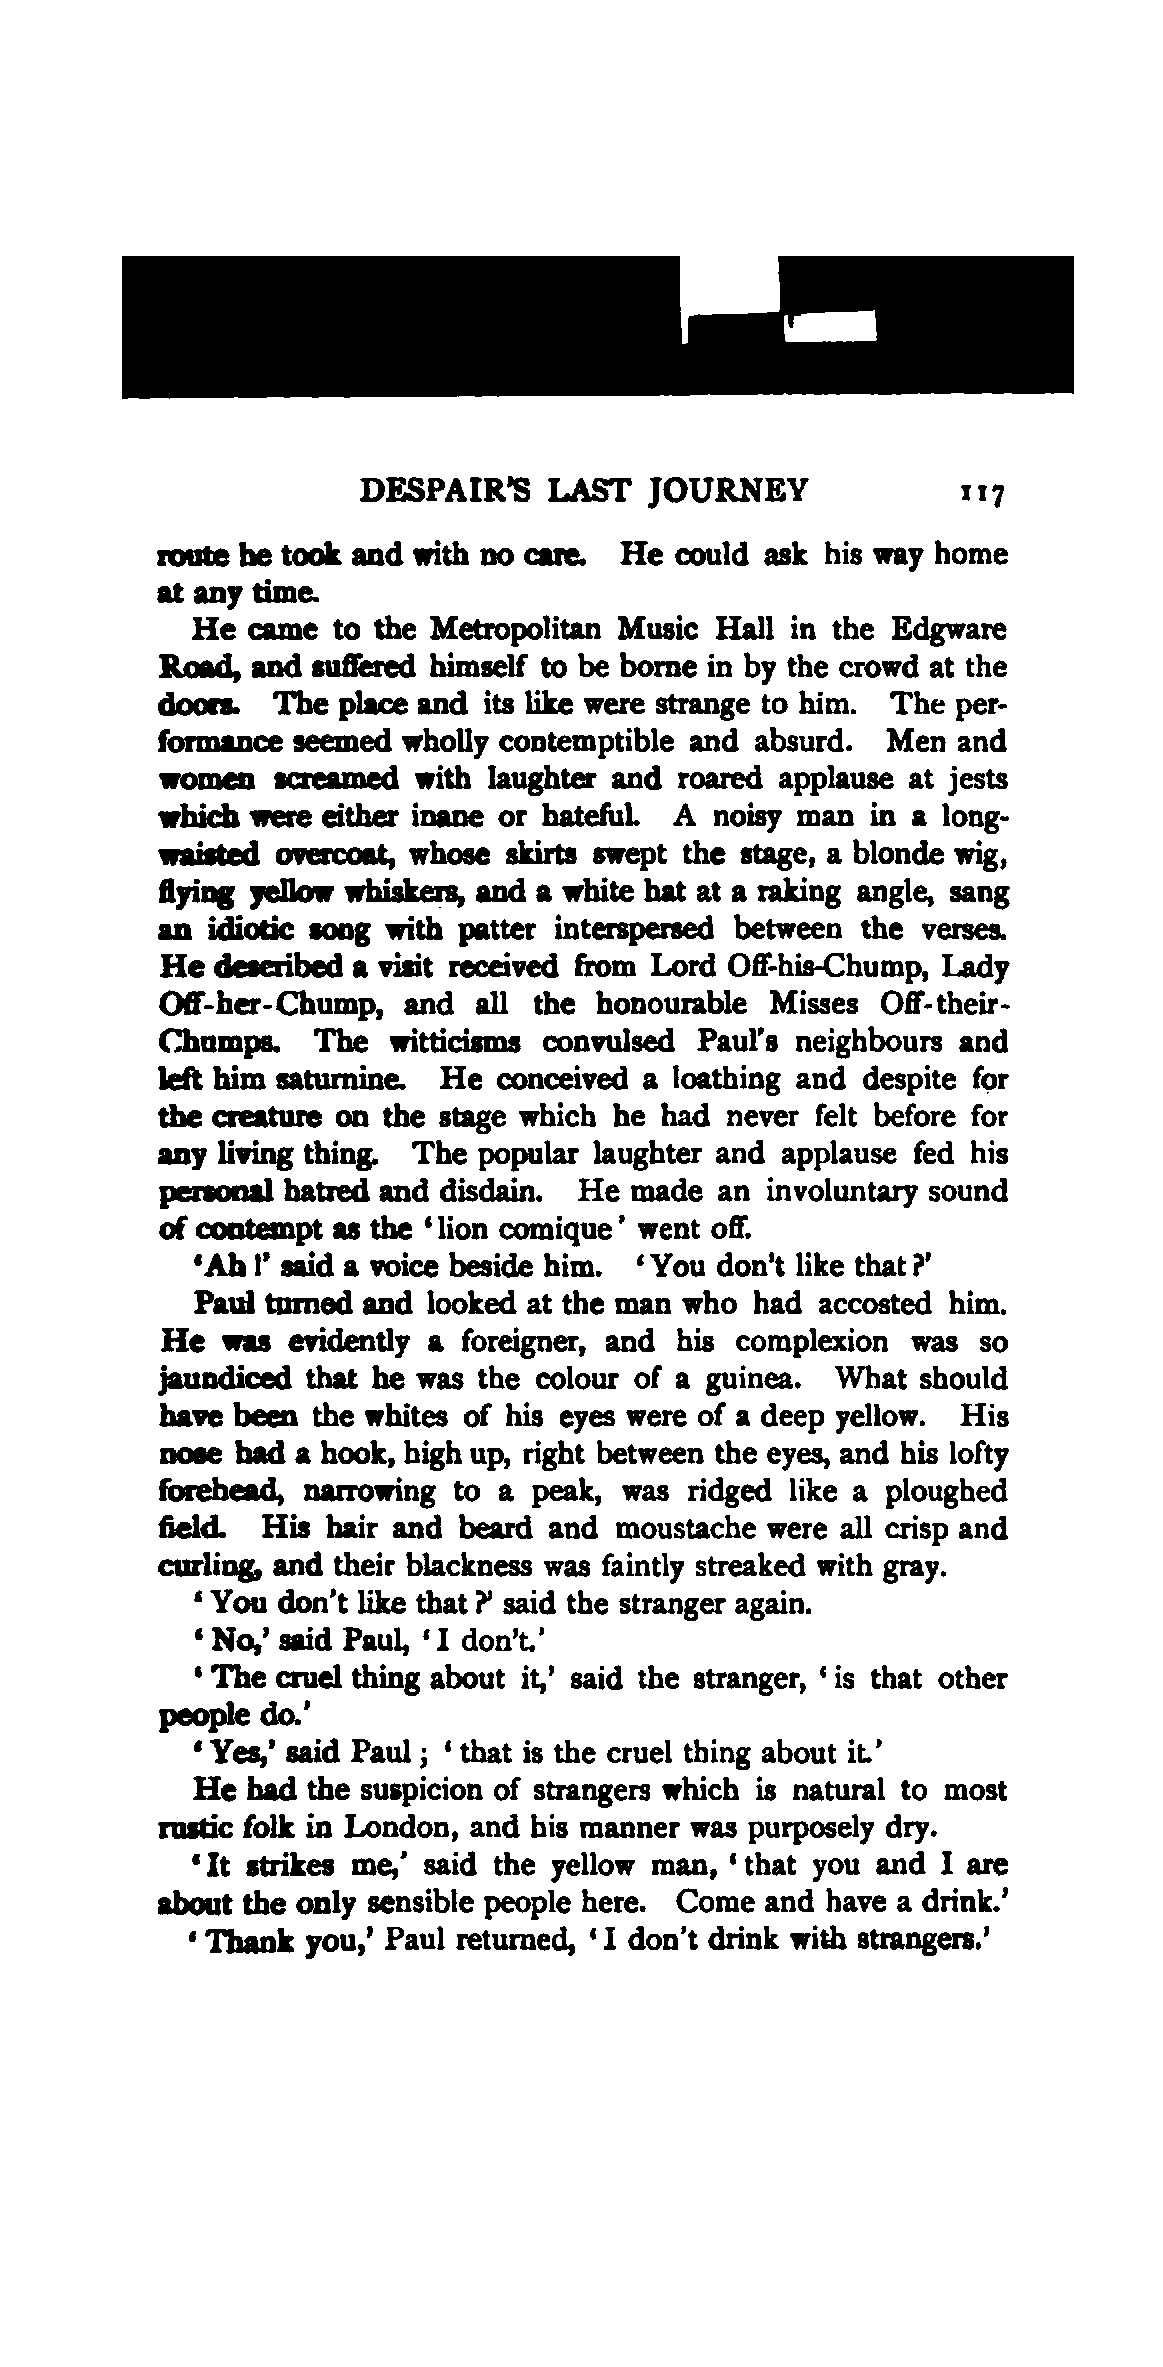 DESPAIR'S LAST JOURNEY 117
route he took and with no care. He could ask his way home
at any time.
He came to the Metropolitan Music Hall in the Edgware
Road, and suffered himself to be borne in by the crowd at the
doors. The place and its like were strange to him. The per-
formance seemed wholly contemptible and absurd. Men and
women screamed with laughter and roared applause at jests
which were either inane or hateful. A noisy man in a long-
waisted overcoat, whose skirts swept the stage, a blonde wig,
flying yellow whiskers, and a white hat at a raking angle, sang
an idiotic song with patter interspersed between the verses.
He described a visit received from Lord Off-his-Chump, Lady
Off-her-Chump, and all the honourable Misses Off-their-
Chumps. The witticisms convulsed Paul's neighbours and
left him saturnine. He conceived a loathing and despite for
the creature on the stage which he had never felt before for
any living thing. The popular laughter and applause fed his
personal hatred and disdain. He made an involuntary sound
of contempt as the 'lion comique' went off.
'Ah!' said a voice beside him. 'You don't like that?'
Paul turned and looked at the man who had accosted him.
He was evidently a foreigner, and his complexion was so
jaundiced that he was the colour of a guinea. What should
have been the whites of his eyes were of a deep yellow. His
nose had a hook, high up, right between the eyes, and his lofty
forehead, narrowing to a peak, was ridged like a ploughed
field. His hair and beard and moustache were all crisp and
curling, and their blackness was faintly streaked with gray.
'You don't like that?' said the stranger again.
'No,' said Paul, 'I don't.'
'The cruel thing about it,' said the stranger, 'is that other
people do.'
'Yes,' said Paul; 'that is the cruel thing about it.'
He had the suspicion of strangers which is natural to most
rustic folk in London, and his manner was purposely dry.
'It strikes me,' said the yellow man, 'that you and I are
about the only sensible people here. Come and have a drink.'
'Thank you,' Paul returned, 'I don't drink with strangers.'